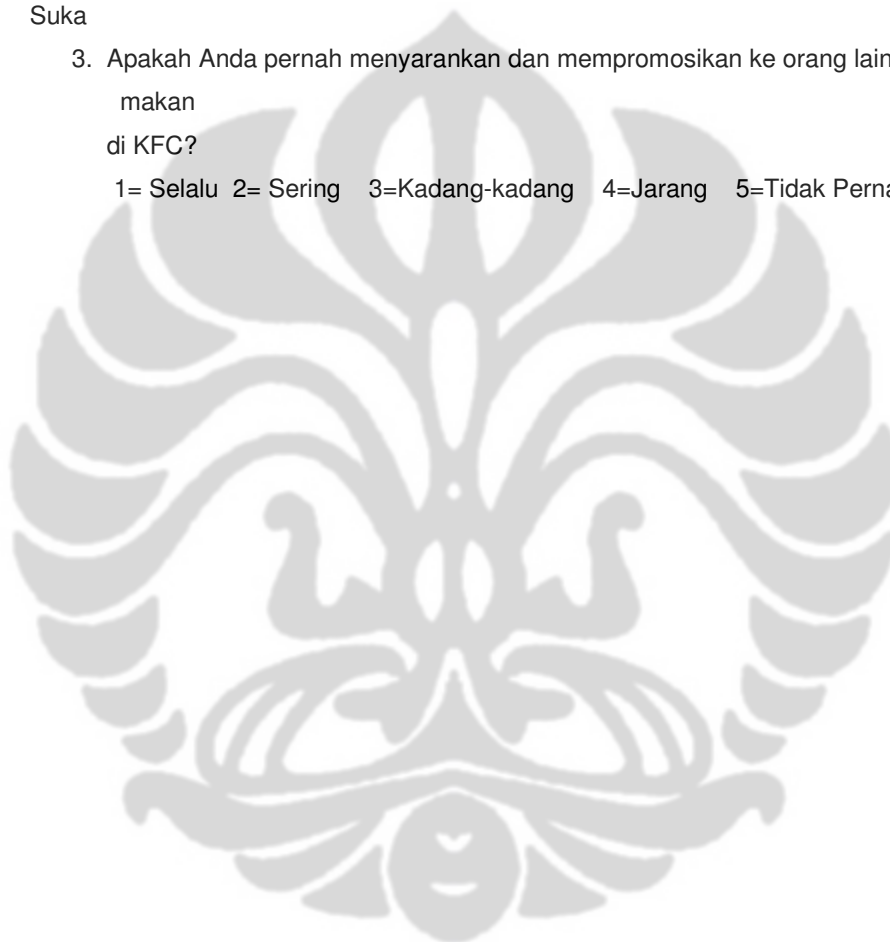 Suka
3. Apakah Anda pernah menyarankan dan mempromosikan ke orang lain
makan
di KFC?
1= Selalu 2= Sering 3=Kadang-kadang 4=Jarang 5=Tidak